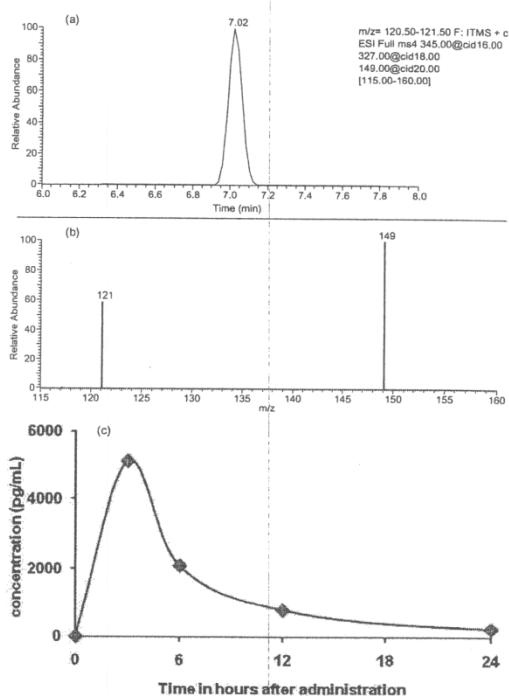 (a)
7.02
m/z= 120.50-121.50 F: ITMS + c
ESI Full ms4 345.00@cid16.00
327.00@cid18.00
149.00@cid20.00
[115.00-160.00]
Relative Abundance
100
80
60
40
20
0
6.0 6.2 6.4 6.6 6.8 7.0 7.2 7.4 7.6 7.8 8.0
Time (min)
(b)
149
121
Relative Abundance
100
80
60
40
20
0
115 120 125 130 135 140 145 150 155 160
m/z
(c)
concentration (pg/mL)
6000
4000
2000
0
0 6 12 18 24
Time in hours after administration